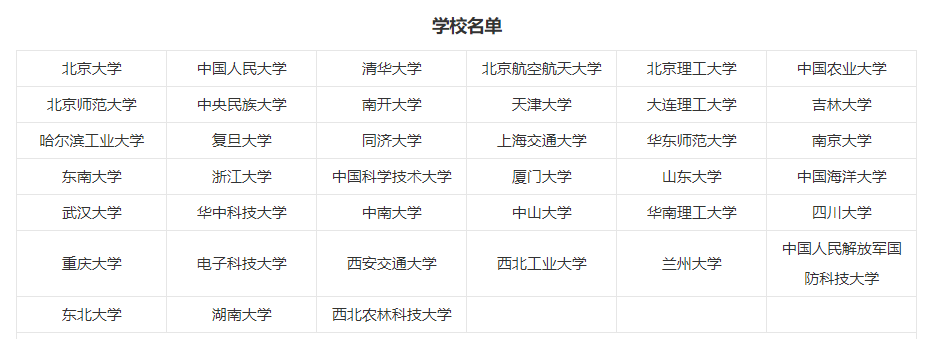 学校名单
北京大学 中国人民大学 清华大学 北京航空航天大学 北京理工大学 中国农业大学
北京师范大学 中央民族大学 南开大学 天津大学 大连理工大学 吉林大学
哈尔滨工业大学 复旦大学 同济大学 上海交通大学 华东师范大学 南京大学
东南大学 浙江大学 中国科学技术大学 厦门大学 山东大学 中国海洋大学
武汉大学 华中科技大学 中南大学 中山大学 华南理工大学 四川大学
重庆大学 电子科技大学 西安交通大学 西北工业大学 兰州大学 中国人民解放军国
防科技大学
东北大学 湖南大学 西北农林科技大学